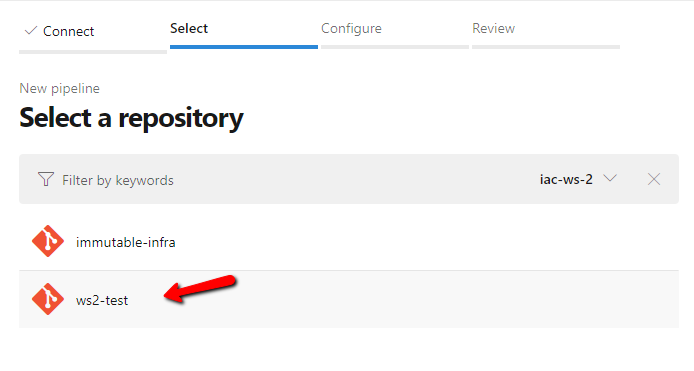 Connect Select Configure Review
New pipeline
Select a repository
Filter by keywords iac-ws-2
immutable-infra
ws2-test